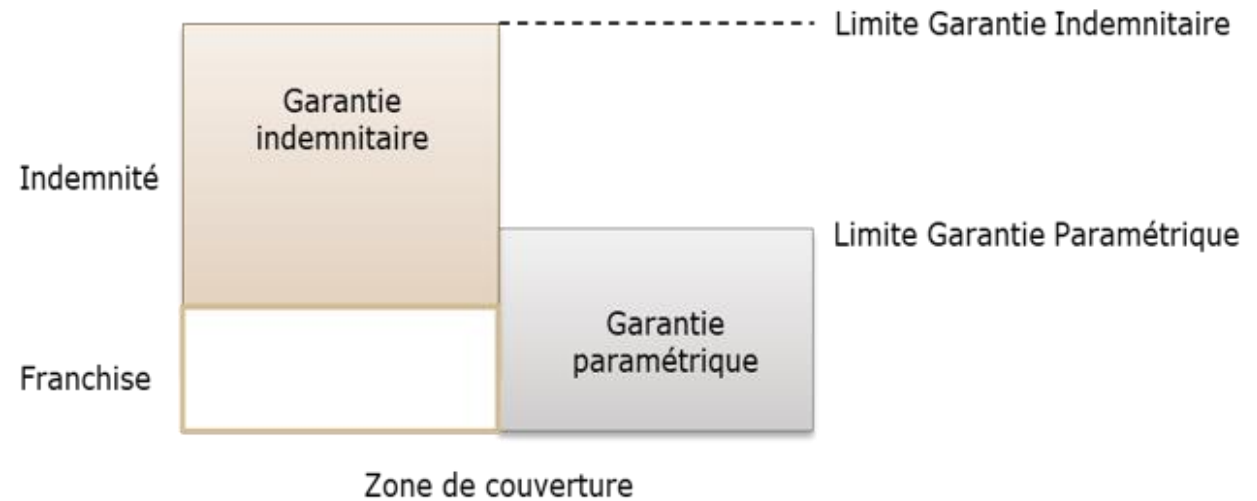 Limite Garantie Indemnitaire
Garantie
indemnitaire
Indemnité
Limite Garantie Paramétrique
Garantie
paramétrique
Franchise
Zone de couverture